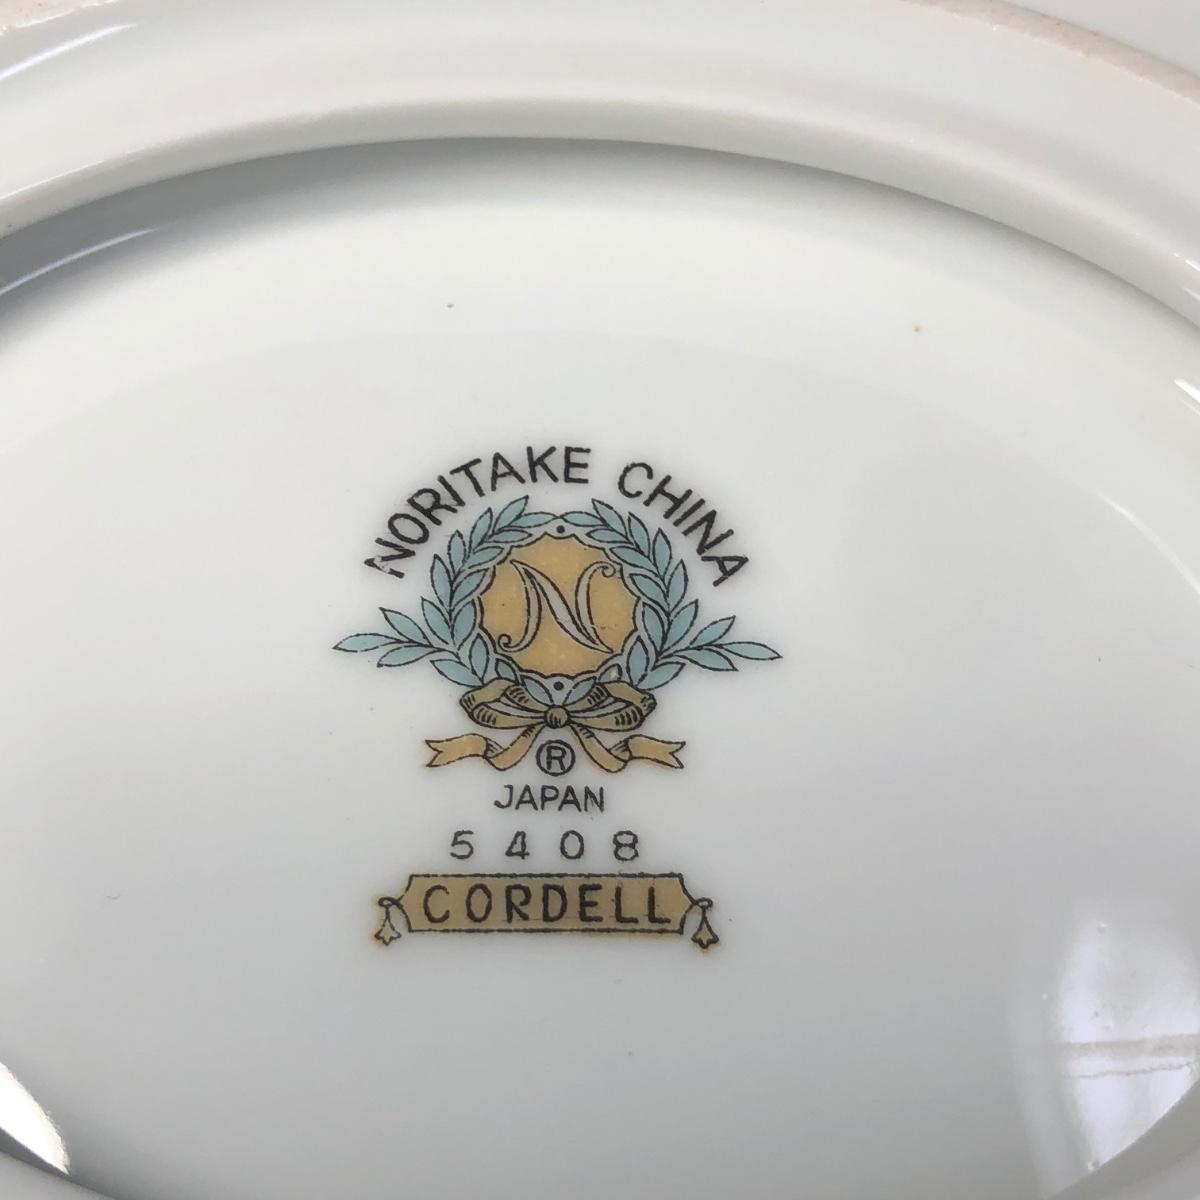 NORITAKE CHINA
N
®
JAPAN
5408
CORDELL